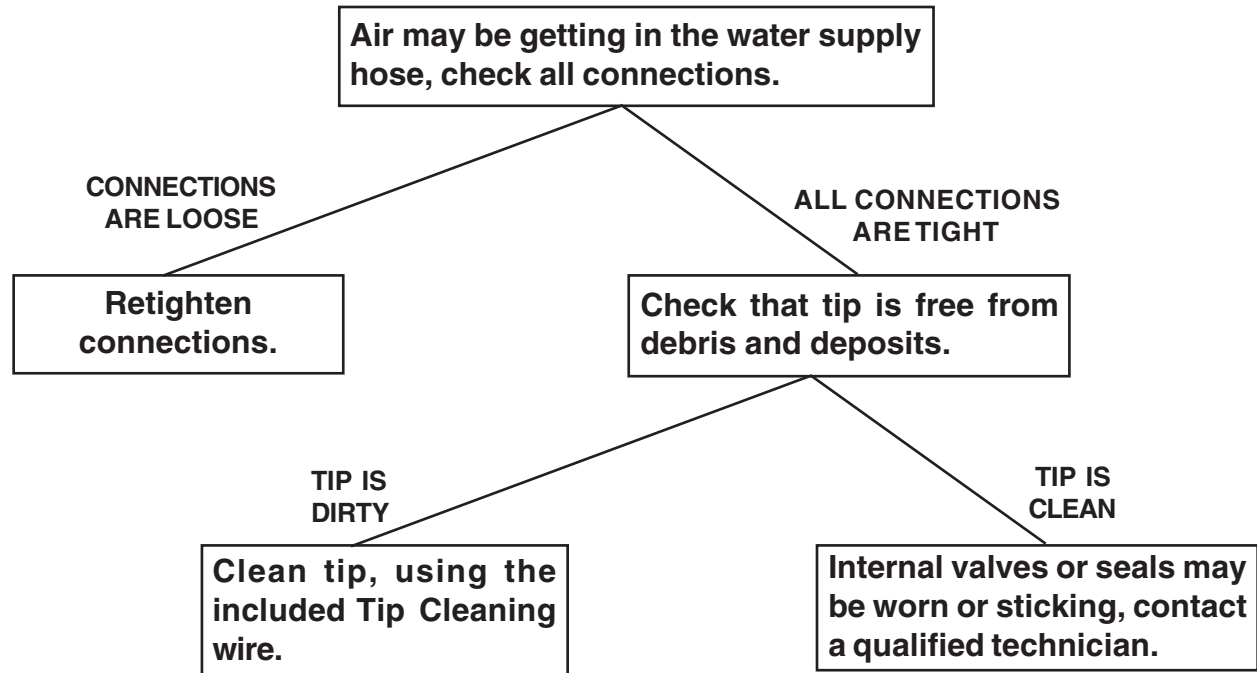 Air may be getting in the water supply
hose, check all connections.
CONNECTIONS
ARE LOOSE
ALL CONNECTIONS
ARE TIGHT
Retighten
connections.
Check that tip is free from
debris and deposits.
TIP IS
DIRTY
TIP IS
CLEAN
Clean tip, using the
included Tip Cleaning
wire.
Internal valves or seals may
be worn or sticking, contact
a qualified technician.